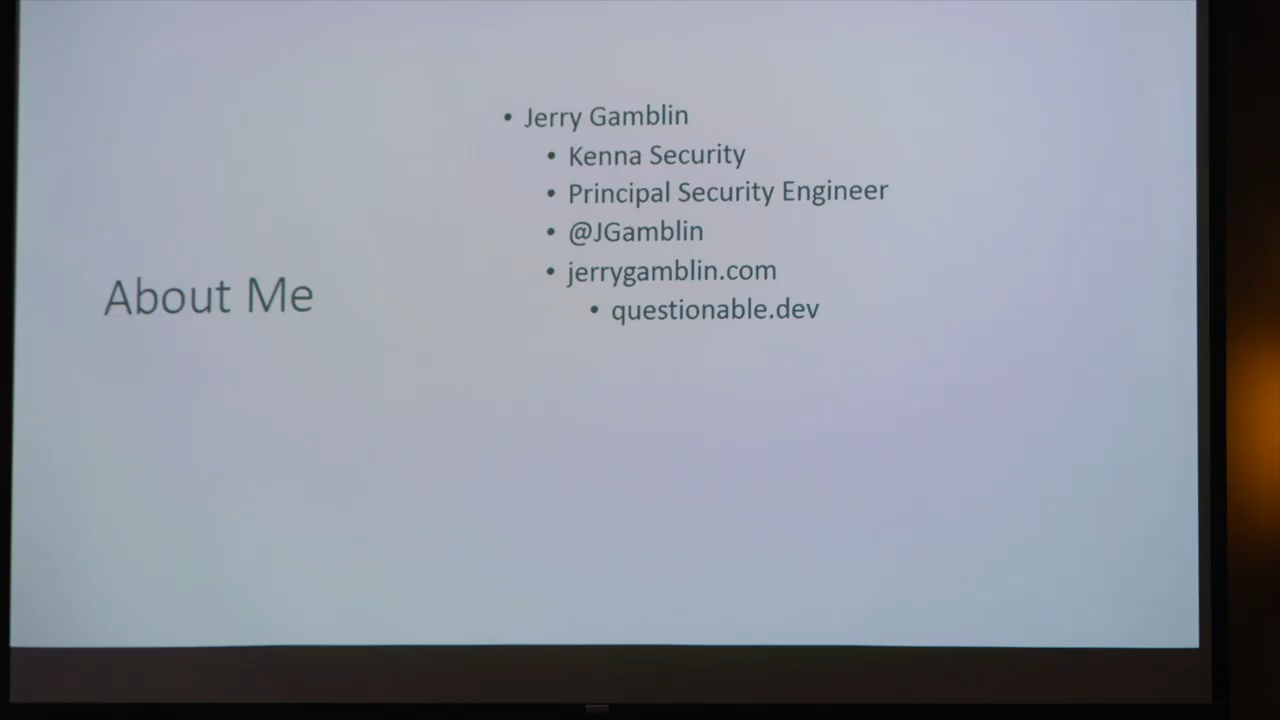 About Me
• Jerry Gamblin
• Kenna Security
• Principal Security Engineer
• @JGamblin
• jerrygamblin.com
• questionable.dev